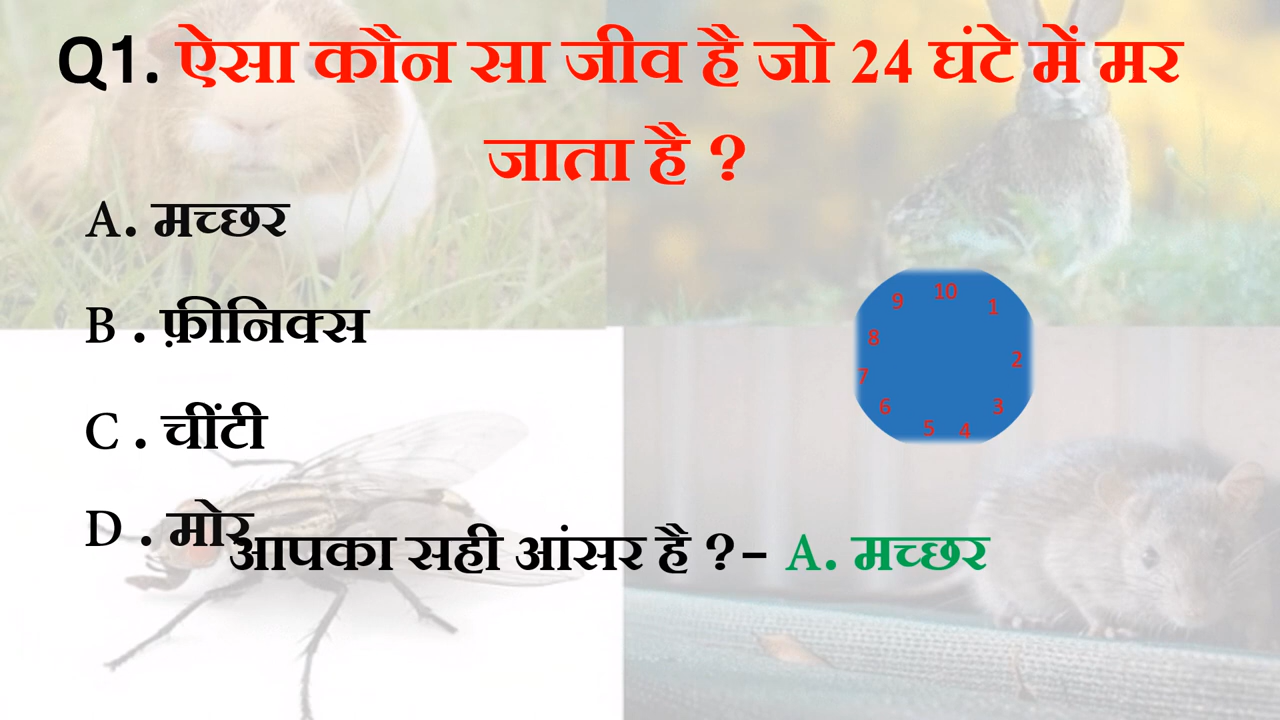 Q1. ऐसा कौन सा जीव है जो 24 घंटे में मर
जाता है ?
A. मच्छर
B . फ़ीनिक्स
C . चींटी
D . मोर
आपका सही आंसर है ?- A. मच्छर
10
1
2
3
4
5
6
7
8
9